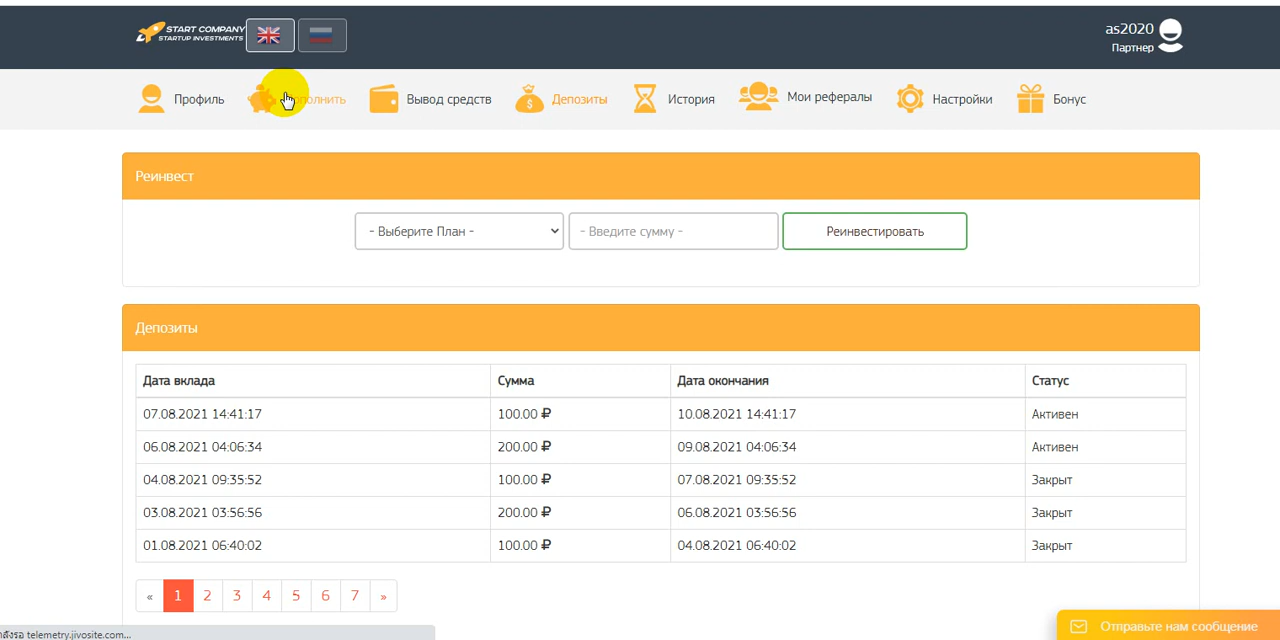 START COMPANY
STARTUP INVESTMENTS
as2020
Партнер
Профиль
Пополнить
Вывод средств
Депозиты
История
Мои рефералы
Настройки
Бонус
Реинвест
- Выберите План -
- Введите сумму -
Реинвестировать
Депозиты
Дата вклада Сумма Дата окончания Статус
07.08.2021 14:41:17 100.00 ₽ 10.08.2021 14:41:17 Активен
06.08.2021 04:06:34 200.00 ₽ 09.08.2021 04:06:34 Активен
04.08.2021 09:35:52 100.00 ₽ 07.08.2021 09:35:52 Закрыт
03.08.2021 03:56:56 200.00 ₽ 06.08.2021 03:56:56 Закрыт
01.08.2021 06:40:02 100.00 ₽ 04.08.2021 06:40:02 Закрыт
« 1 2 3 4 5 6 7 »
telemetry.jivosite.com...
Отправьте нам сообщение